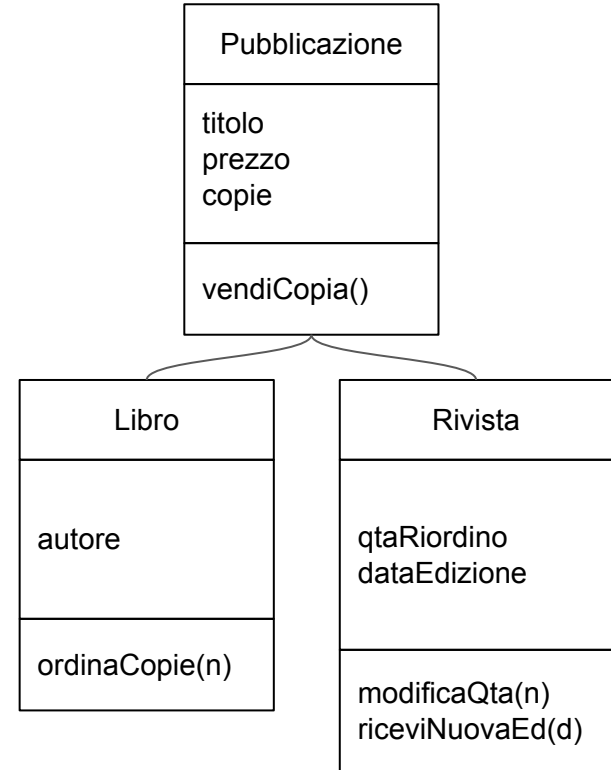 Pubblicazione
titolo
prezzo
copie
vendiCopia()
Libro
autore
ordinaCopie(n)
Rivista
qtaRiordino
dataEdizione
modificaQta(n)
riceviNuovaEd(d)